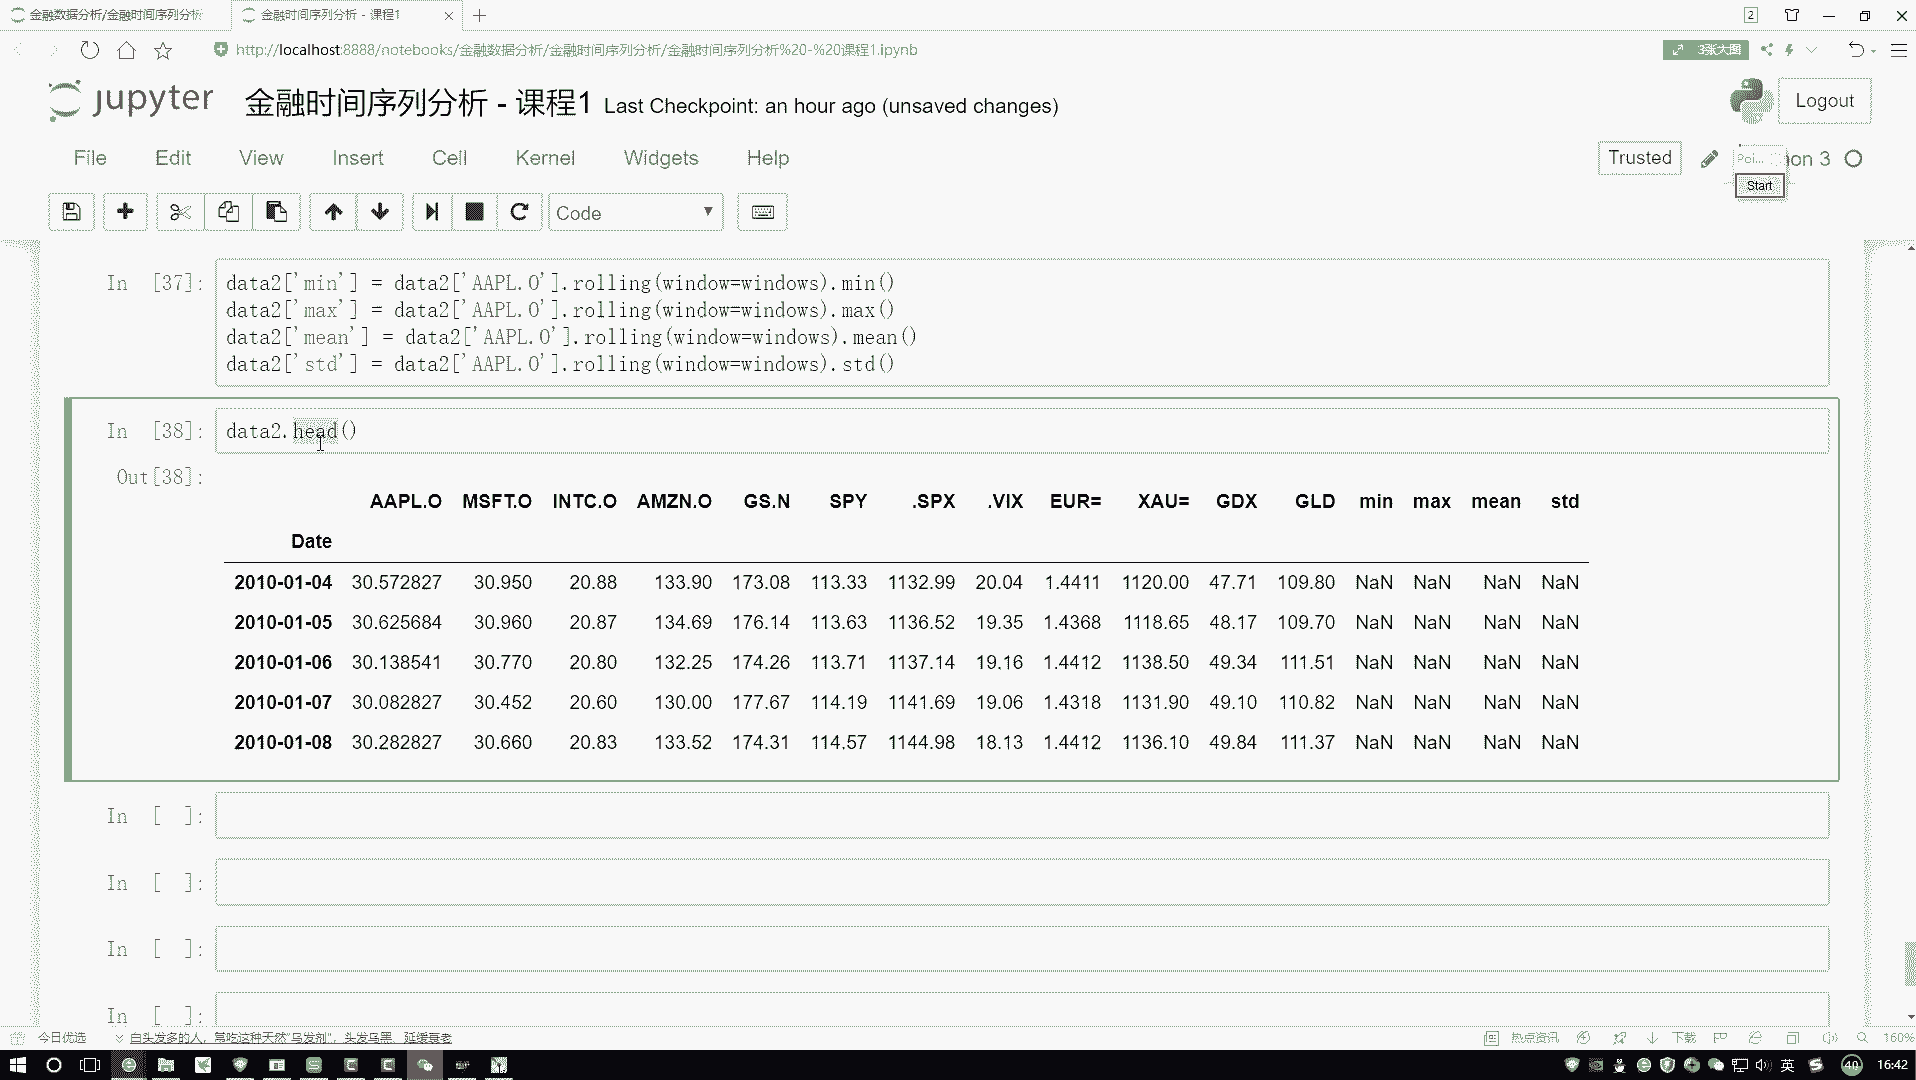 金融数据分析/金融时间序列分析
金融时间序列分析 - 课程1
2
http://localhost:8888/notebooks/金融数据分析/金融时间序列分析/金融时间序列分析%20-%20课程1.ipynb
3张大图
jupyter
金融时间序列分析 - 课程1
Last Checkpoint: an hour ago (unsaved changes)
Logout
File Edit View Insert Cell Kernel Widgets Help
Trusted
Poi...
on 3
Start
Code
In [37]:
data2['min'] = data2['AAPL.O'].rolling(window=windows).min()
data2['max'] = data2['AAPL.O'].rolling(window=windows).max()
data2['mean'] = data2['AAPL.O'].rolling(window=windows).mean()
data2['std'] = data2['AAPL.O'].rolling(window=windows).std()
In [38]:
data2.head()
Out[38]:
AAPL.O MSFT.O INTC.O AMZN.O GS.N SPY .SPX .VIX EUR= XAU= GDX GLD min max mean std
Date
2010-01-04 30.572827 30.950 20.88 133.90 173.08 113.33 1132.99 20.04 1.4411 1120.00 47.71 109.80 NaN NaN NaN NaN
2010-01-05 30.625684 30.960 20.87 134.69 176.14 113.63 1136.52 19.35 1.4368 1118.65 48.17 109.70 NaN NaN NaN NaN
2010-01-06 30.138541 30.770 20.80 132.25 174.26 113.71 1137.14 19.16 1.4412 1138.50 49.34 111.51 NaN NaN NaN NaN
2010-01-07 30.082827 30.452 20.60 130.00 177.67 114.19 1141.69 19.06 1.4318 1131.90 49.10 110.82 NaN NaN NaN NaN
2010-01-08 30.282827 30.660 20.83 133.52 174.31 114.57 1144.98 18.13 1.4412 1136.10 49.84 111.37 NaN NaN NaN NaN
In [ ]:
In [ ]:
In [ ]:
In [ ]:
今日优选
白头发多的人，常吃这种天然"乌发剂"，头发乌黑、延缓衰老
热点资讯
下载
160%
英
40
16:42